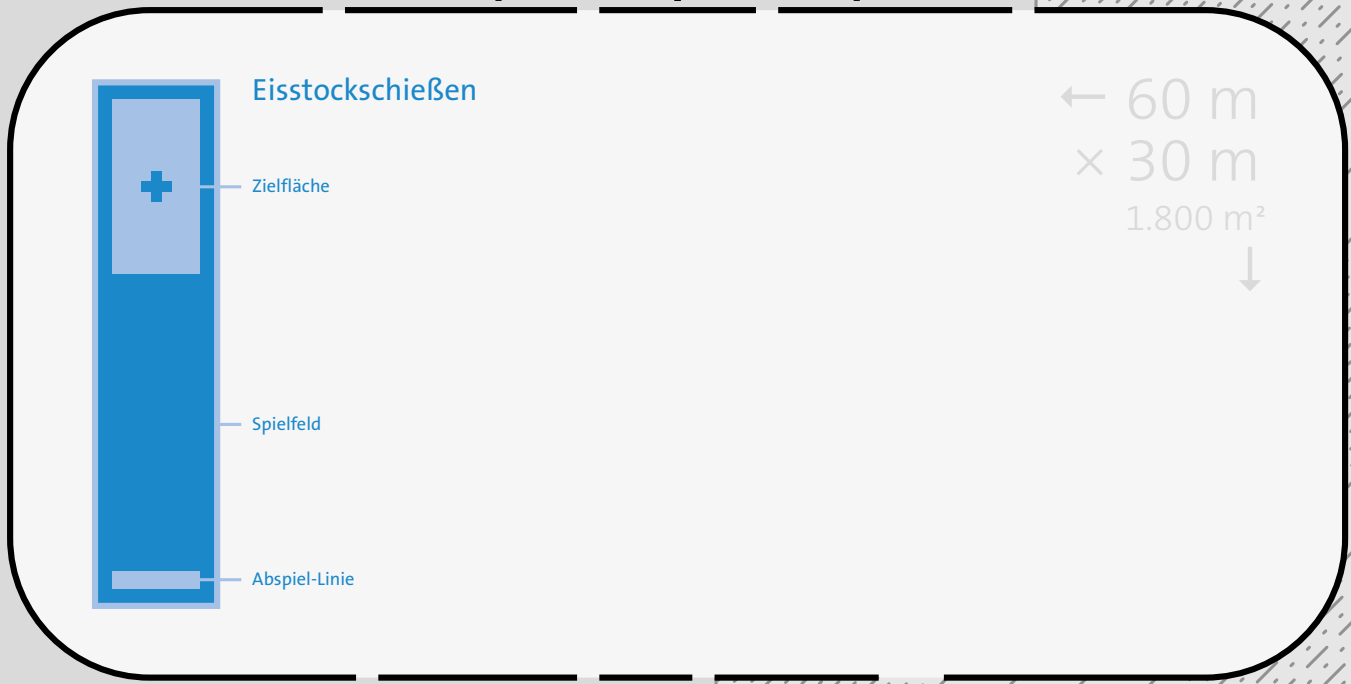 Eisstockschießen
← 60 m
× 30 m
1.800 m²
↓
Zielfläche
Spielfeld
Abspiel-Linie